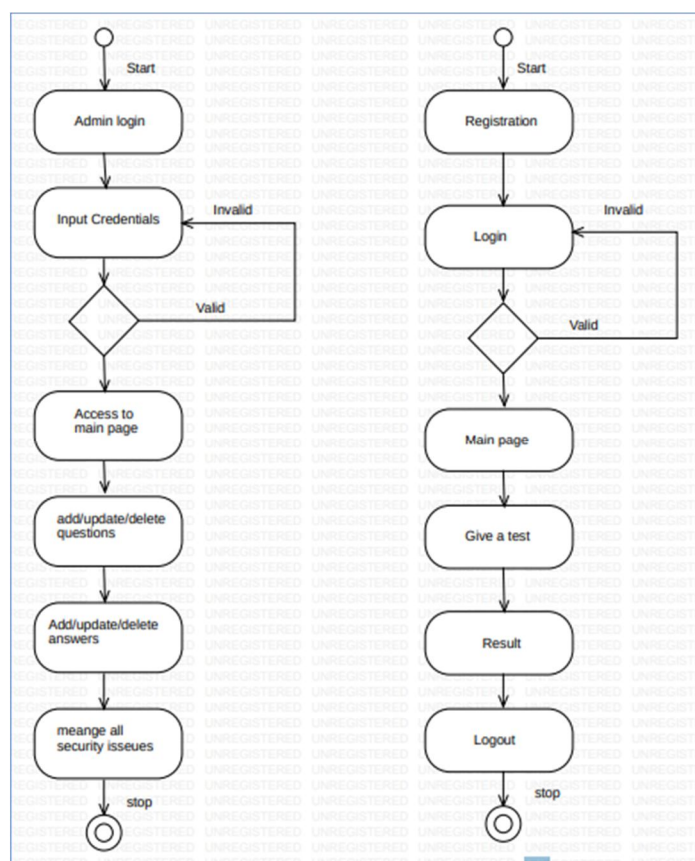 Start
Admin login
Input Credentials
Invalid
Valid
Access to
main page
add/update/delete
questions
Add/update/delete
answers
meange all
security isseues
stop
Start
Registration
Invalid
Login
Valid
Main page
Give a test
Result
Logout
stop
UNREGISTERED